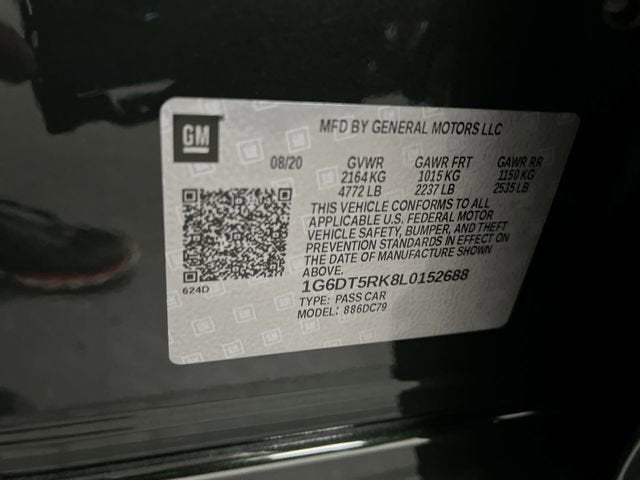 GM
MFD BY GENERAL MOTORS LLC
08/20 GVWR GAWR FRT GAWR RR
2164 KG 1015 KG 1150 KG
4772 LB 2237 LB 2535 LB
THIS VEHICLE CONFORMS TO ALL
APPLICABLE U.S. FEDERAL MOTOR
VEHICLE SAFETY, BUMPER, AND THEFT
PREVENTION STANDARDS IN EFFECT ON
THE DATE OF MANUFACTURE SHOWN
ABOVE.
624D
1G6DT5RK8L0152688
TYPE: PASS CAR
MODEL: 886DC79